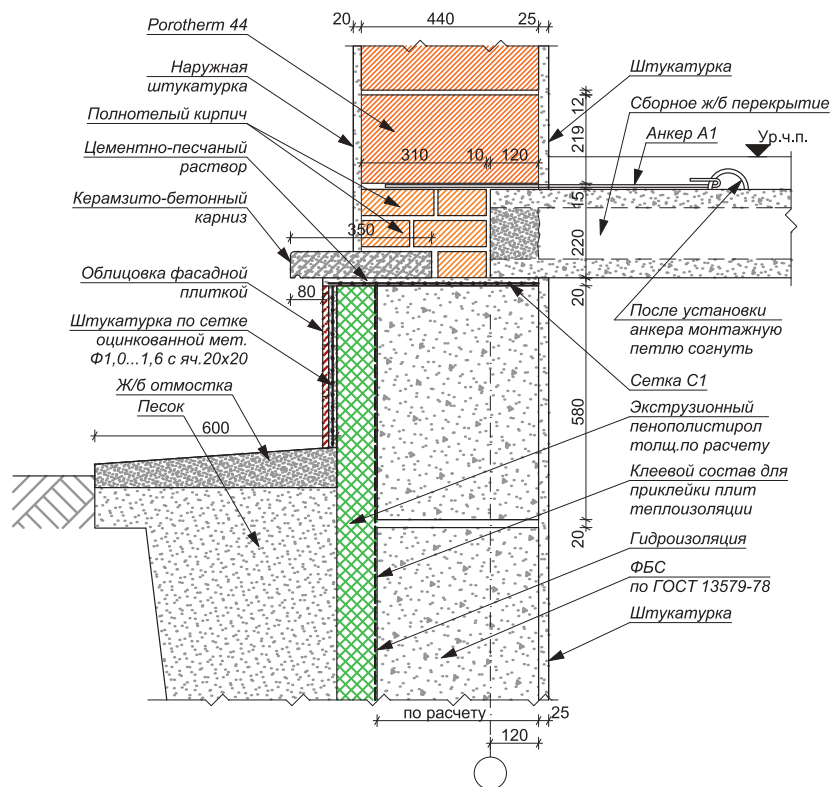 20
440
25
Porotherm 44
Наружная
штукатурка
Полнотелый кирпич
Цементно-песчаный
раствор
Керамзито-бетонный
карниз
Облицовка фасадной
плиткой
Штукатурка по сетке
оцинкованной мет.
Ф1,0...1,6 с яч.20х20
Ж/б отмостка
Песок
600
310
10
120
350
80
Штукатурка
Сборное ж/б перекрытие
Анкер А1
Ур.ч.п.
12
219
15
220
20
580
20
После установки
анкера монтажную
петлю согнуть
Сетка С1
Экструзионный
пенополистирол
толщ.по расчету
Клеевой состав для
приклейки плит
теплоизоляции
Гидроизоляция
ФБС
по ГОСТ 13579-78
Штукатурка
по расчету
25
120